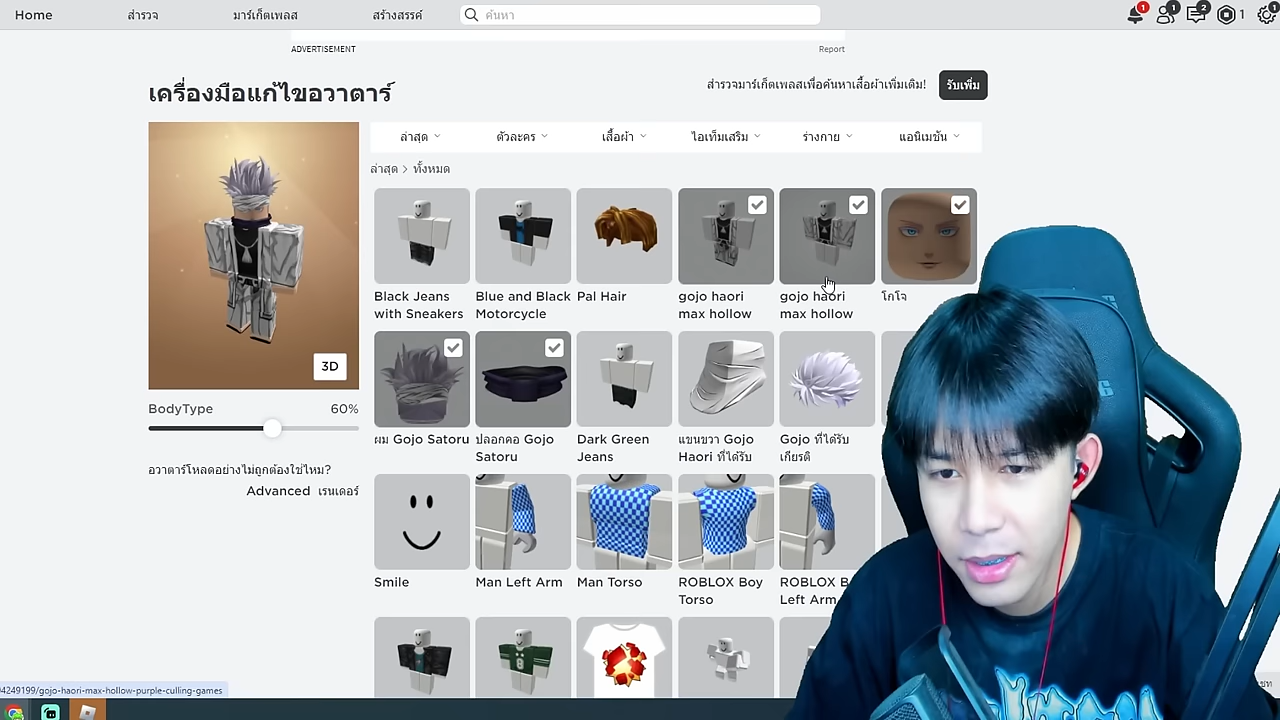 Home สำรวจ มาร์เก็ตเพลส สร้างสรรค์ ค้นหา 1 1 2 1 1
ADVERTISEMENT Report
เครื่องมือแก้ไขอวาตาร์
สำรวจมาร์เก็ตเพลสเพื่อค้นหาเสื้อผ้าเพิ่มเติม! รับเพิ่ม
ล่าสุด ตัวละคร เสื้อผ้า ไอเท็มเสริม ร่างกาย แอนิเมชัน
ล่าสุด > ทั้งหมด
3D
BodyType 60%
อวาตาร์โหลดอย่างไม่ถูกต้องใช่ไหม?
Advanced เรนเดอร์
Black Jeans
with Sneakers
Blue and Black
Motorcycle
Pal Hair
gojo haori
max hollow
gojo haori
max hollow
โกโจ
ผม Gojo Satoru
ปลอกคอ Gojo
Satoru
Dark Green
Jeans
แขนขวา Gojo
Haori ที่ได้รับ
Gojo ที่ได้รับ
เกียรติ
Smile
Man Left Arm
Man Torso
ROBLOX Boy
Torso
ROBLOX B
Left Arm
8
04249199/gojo-haori-max-hollow-purple-culling-games